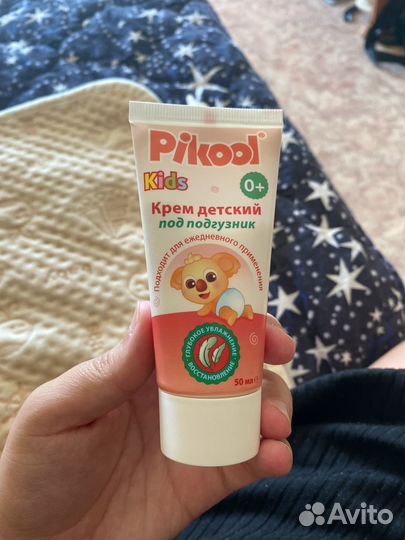 Pikool
Kids
0+
Крем детский
под подгузник
Подходит для ежедневного применения
ГЛУБОКОЕ УВЛАЖНЕНИЕ
ВОССТАНОВЛЕНИЕ
50 мл
Avito